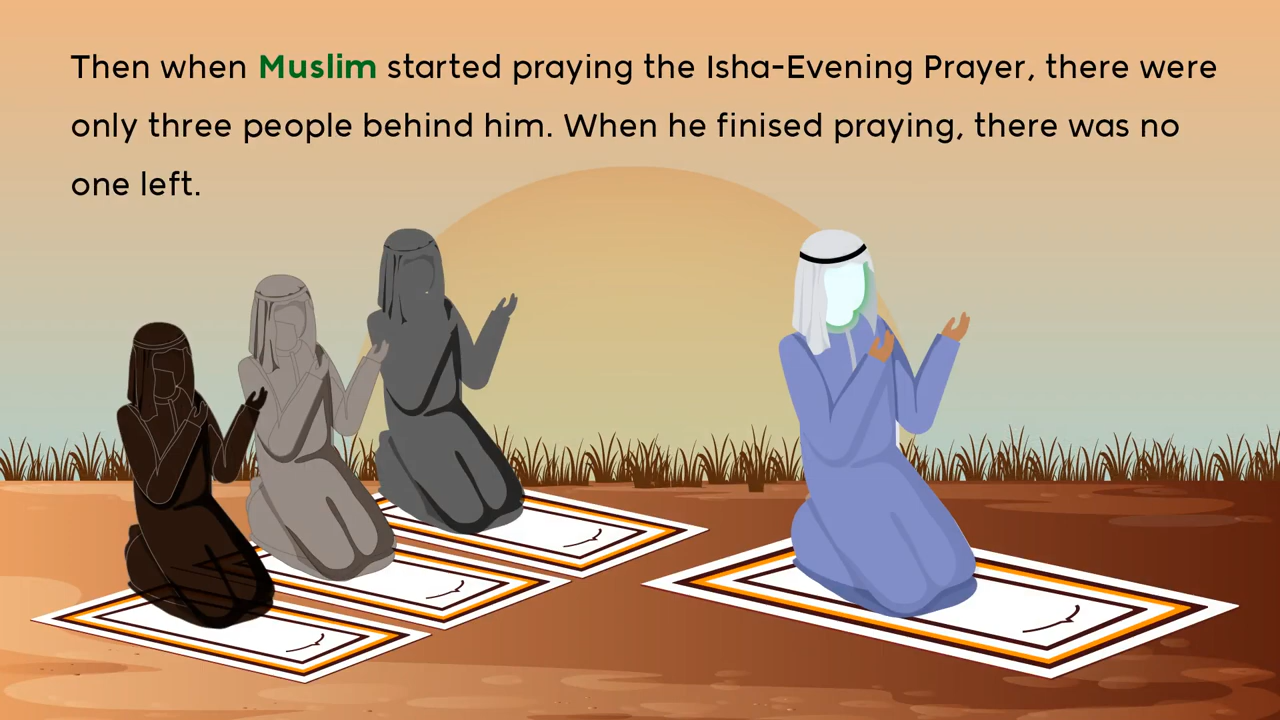 Then when Muslim started praying the Isha-Evening Prayer, there were
only three people behind him. When he finised praying, there was no
one left.